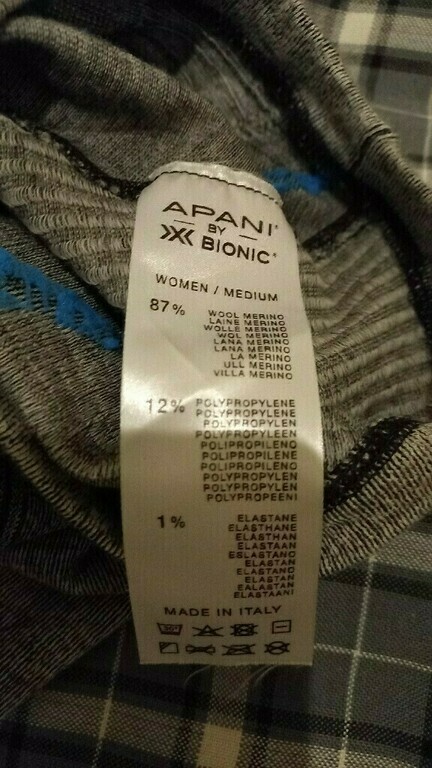 APANI®
BY
X BIONIC®
WOMEN / MEDIUM
87% WOOL MERINO
LAINE MERINO
WOLLE MERINO
WOL MERINO
LANA MERINO
LANA MERINO
LA MERINO
ULL MERINO
VILLA MERINO
12% POLYPROPYLENE
POLYPROPYLENE
POLYPROPYLEN
POLYPROPYLEEN
POLIPROPILENO
POLIPROPILENE
POLIPROPILENO
POLYPROPYLEN
POLYPROPYLEN
POLYPROPEENI
1% ELASTANE
ELASTHANE
ELASTHAN
ELASTAAN
ESLASTANO
ELASTAN
ELASTANO
EALASTAN
ELASTAN
ELASTAANI
MADE IN ITALY